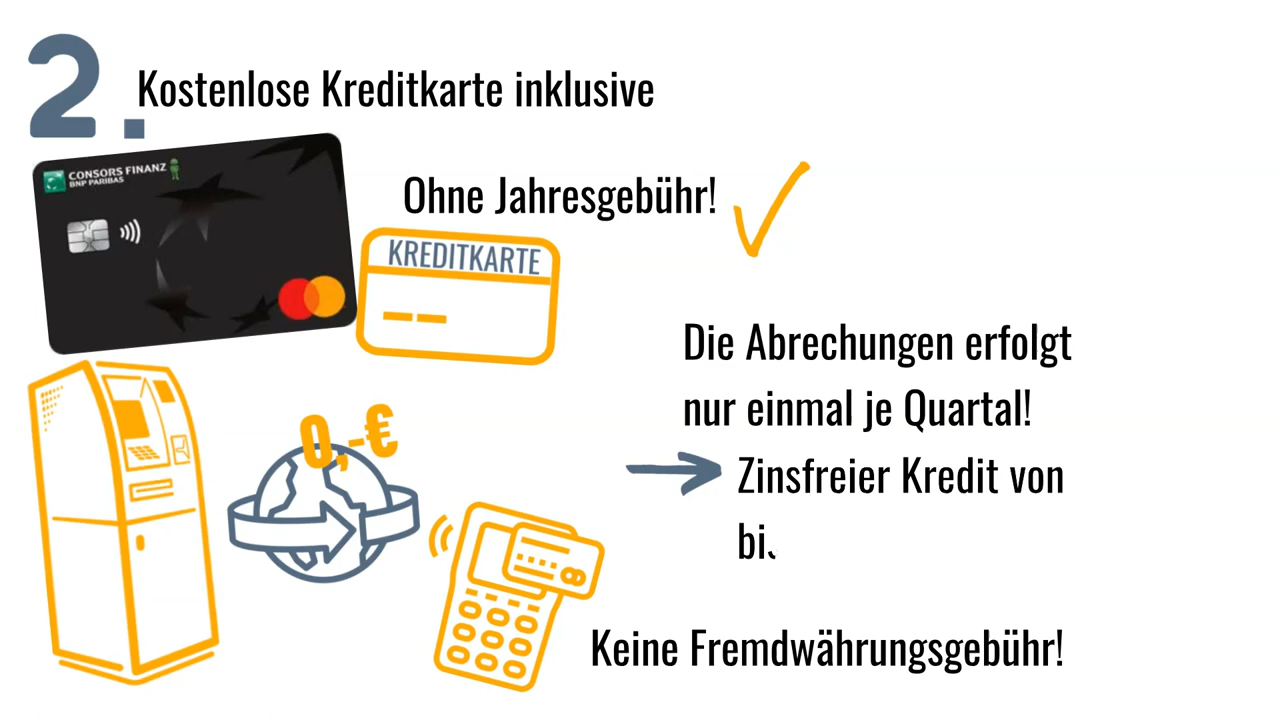 2.
Kostenlose Kreditkarte inklusive
CONSORS FINANZ
BNP PARIBAS
Ohne Jahresgebühr!
KREDITKARTE
Die Abrechungen erfolgt
nur einmal je Quartal!
Zinsfreier Kredit von
0,-€
Keine Fremdwährungsgebühr!